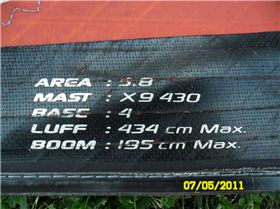 AREA : 5.8
MAST : X9 430
BASE : 4
LUFF : 434 cm Max.
BOOM : 195 cm Max.
07/05/2011